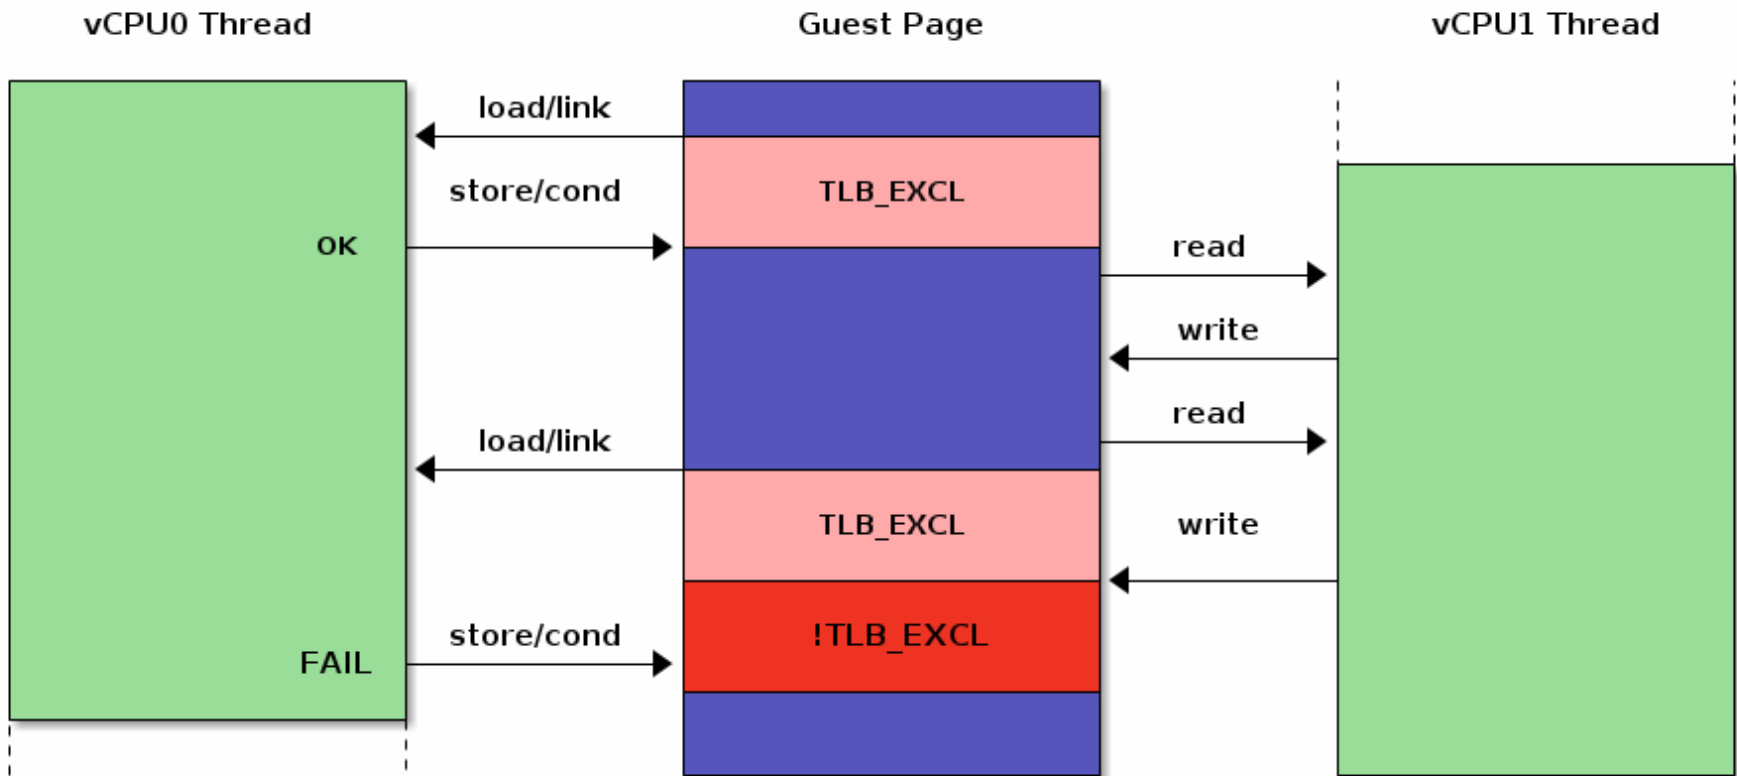 vCPU0 Thread
Guest Page
vCPU1 Thread
load/link
store/cond
TLB_EXCL
OK
read
write
read
load/link
TLB_EXCL
write
store/cond
!TLB_EXCL
FAIL